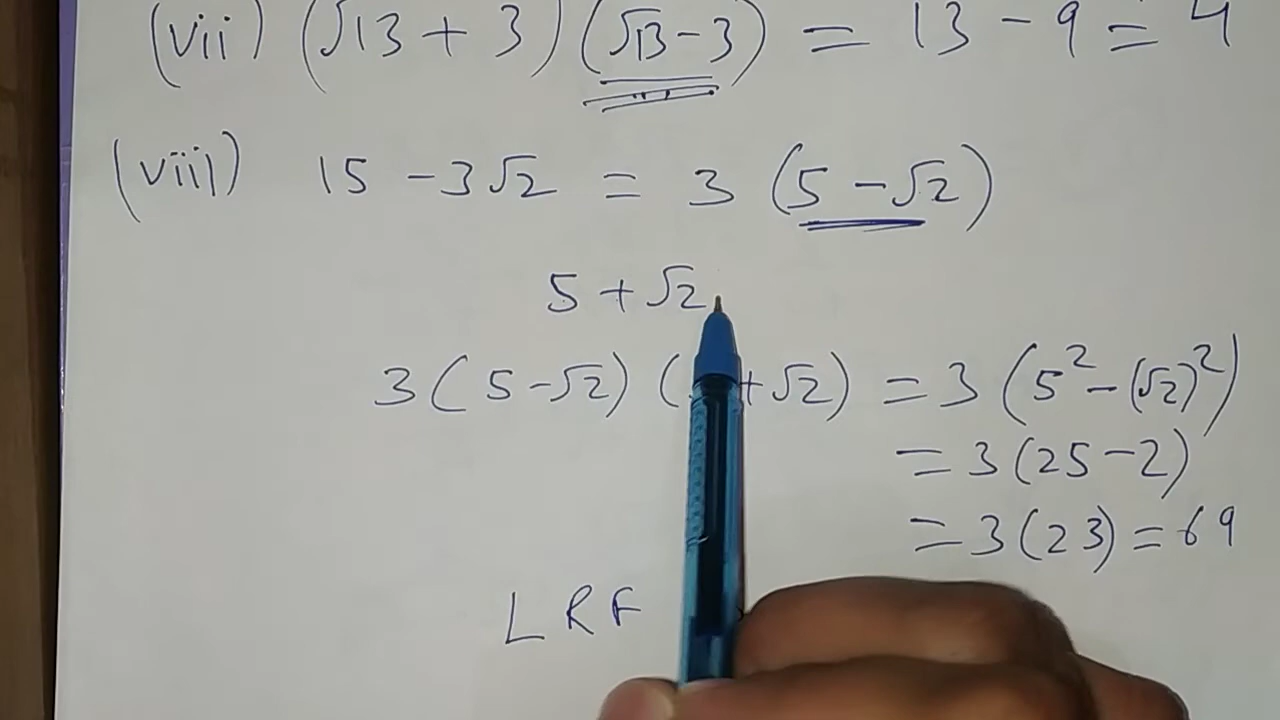 (vii) (√13 + 3) (√13 - 3) = 13 - 9 = 4
(viii) 15 - 3√2 = 3 (5 - √2)
5 + √2
3 ( 5 - √2) ( + √2) = 3 (5² - (√2)²)
= 3 (25 - 2)
= 3 (23) = 69
L R F